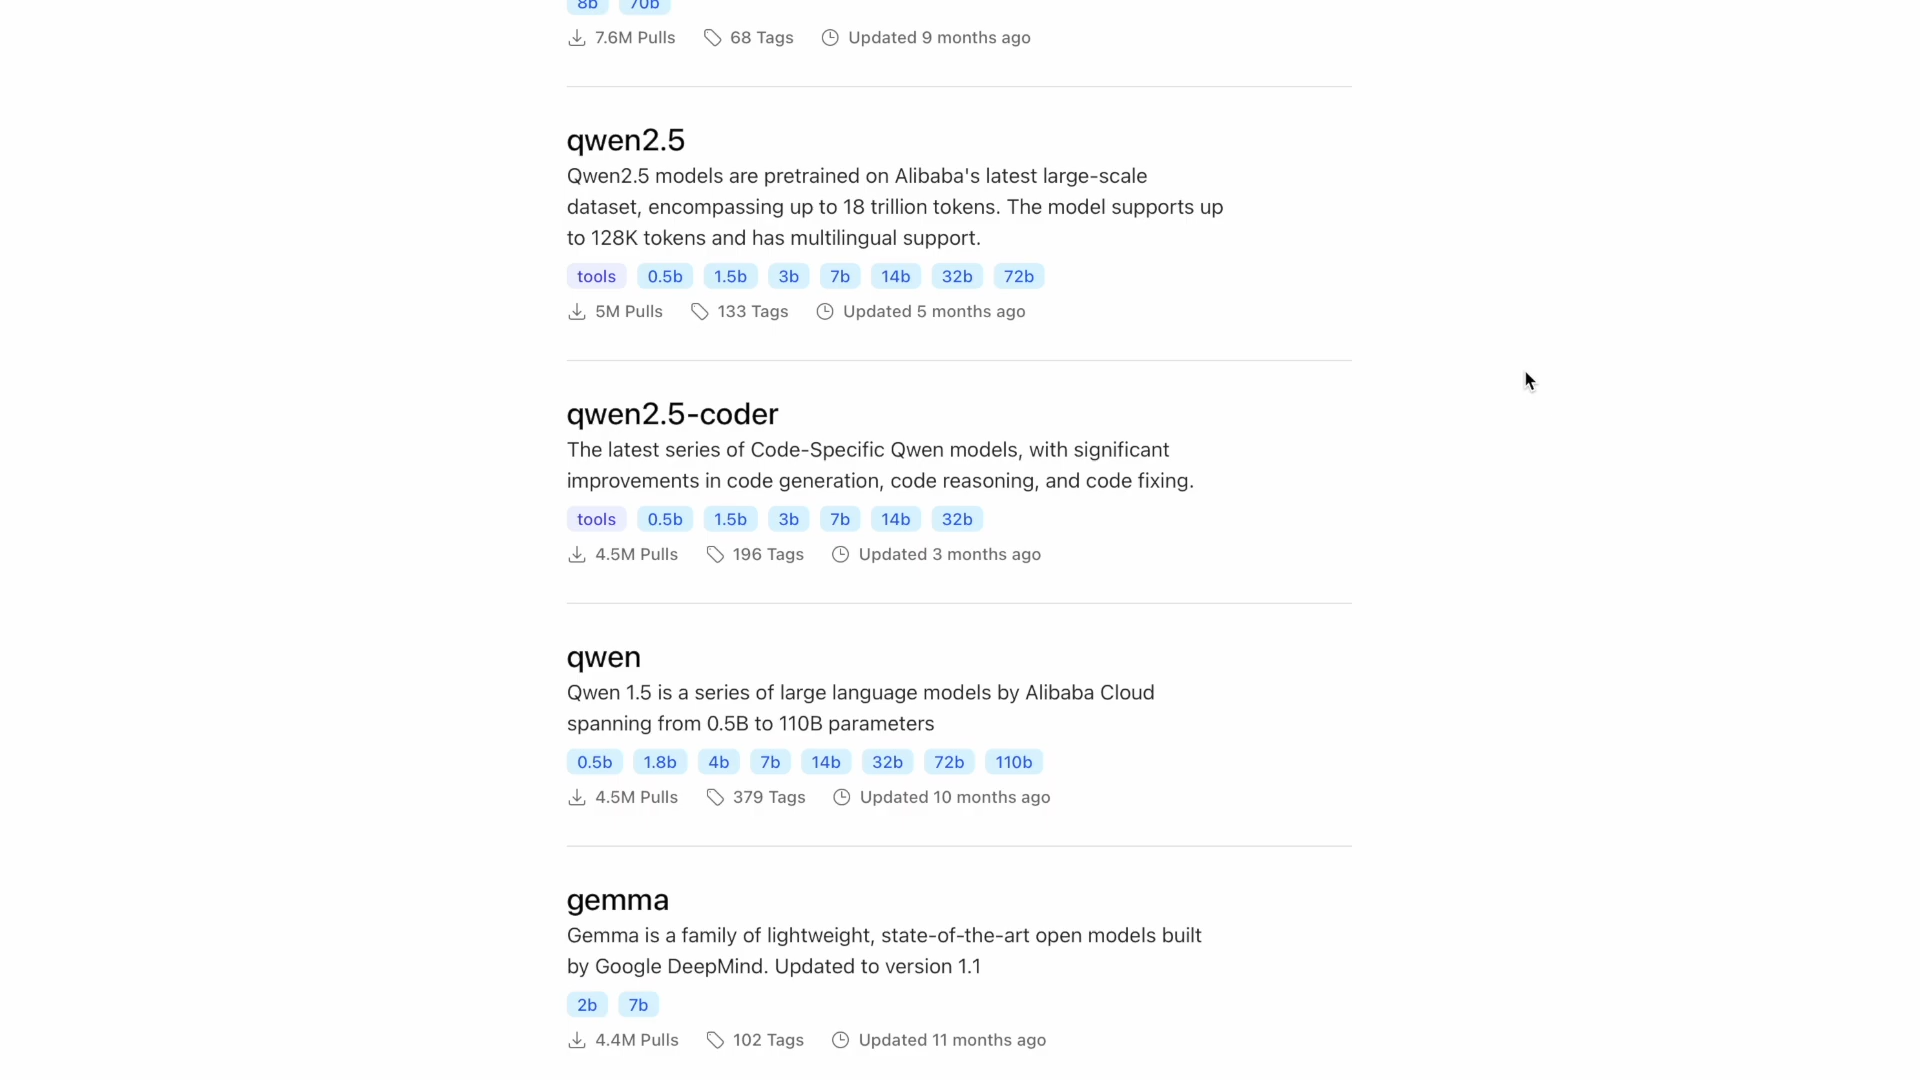 8b 70b
7.6M Pulls 68 Tags Updated 9 months ago
qwen2.5
Qwen2.5 models are pretrained on Alibaba's latest large-scale
dataset, encompassing up to 18 trillion tokens. The model supports up
to 128K tokens and has multilingual support.
tools 0.5b 1.5b 3b 7b 14b 32b 72b
5M Pulls 133 Tags Updated 5 months ago
qwen2.5-coder
The latest series of Code-Specific Qwen models, with significant
improvements in code generation, code reasoning, and code fixing.
tools 0.5b 1.5b 3b 7b 14b 32b
4.5M Pulls 196 Tags Updated 3 months ago
qwen
Qwen 1.5 is a series of large language models by Alibaba Cloud
spanning from 0.5B to 110B parameters
0.5b 1.8b 4b 7b 14b 32b 72b 110b
4.5M Pulls 379 Tags Updated 10 months ago
gemma
Gemma is a family of lightweight, state-of-the-art open models built
by Google DeepMind. Updated to version 1.1
2b 7b
4.4M Pulls 102 Tags Updated 11 months ago